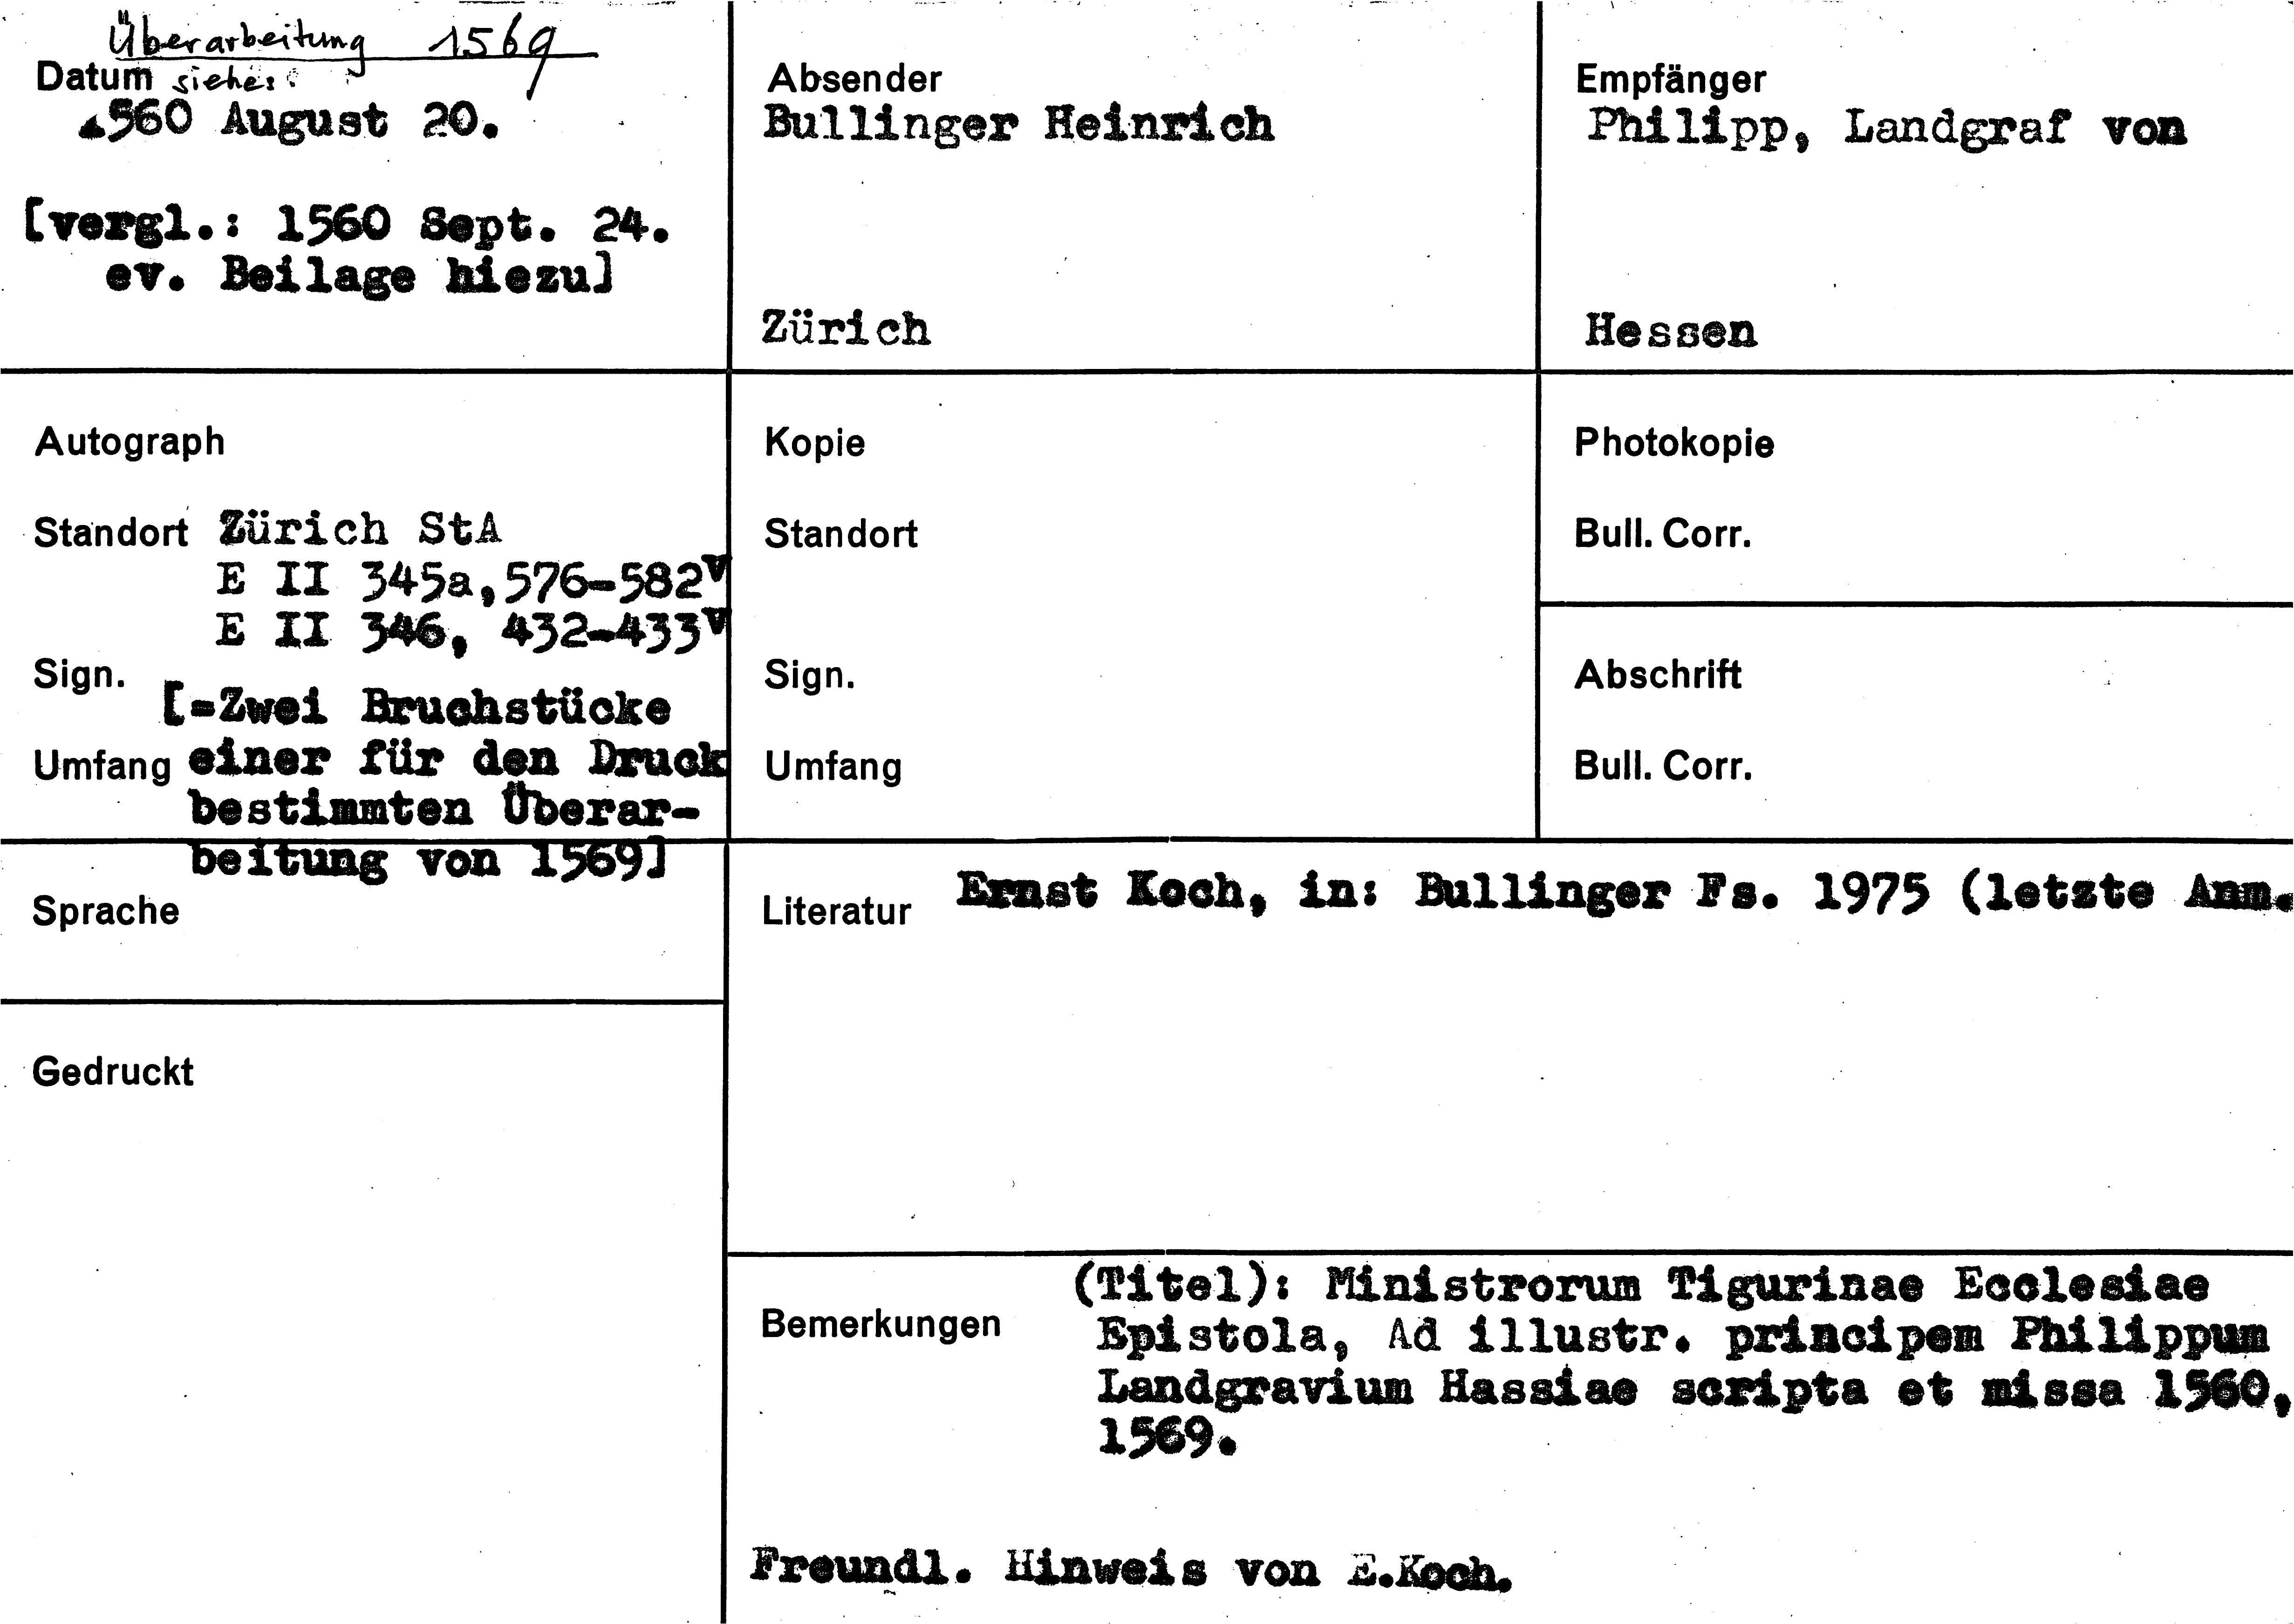 Überarbeitung 1569
Datum siehe:
1560 August 20.
[vergl.: 1560 Sept. 24.
ev. Beilage hiezu]
Absender
Bullinger Heinrich
Zürich
Empfänger
Philipp, Landgraf von
Hessen
Autograph
Standort Zürich StA
E II 345a,576-582v
E II 346, 432-433v
Sign.
[=Zwei Bruchstücke
Umfang einer für den Druck
bestimmten Überar-
beitung von 1569]
Kopie
Standort
Sign.
Umfang
Photokopie
Bull. Corr.
Abschrift
Bull. Corr.
Sprache
Gedruckt
Literatur Ernst Koch, in: Bullinger Fs. 1975 (letzte Anm.
(Titel): Ministrorum Tigurinae Ecclesiae
Bemerkungen Epistola, Ad illustr. principem Philippum
Landgravium Hassiae scripta et missa 1560,
1569.
Freundl. Hinweis von E.Koch.